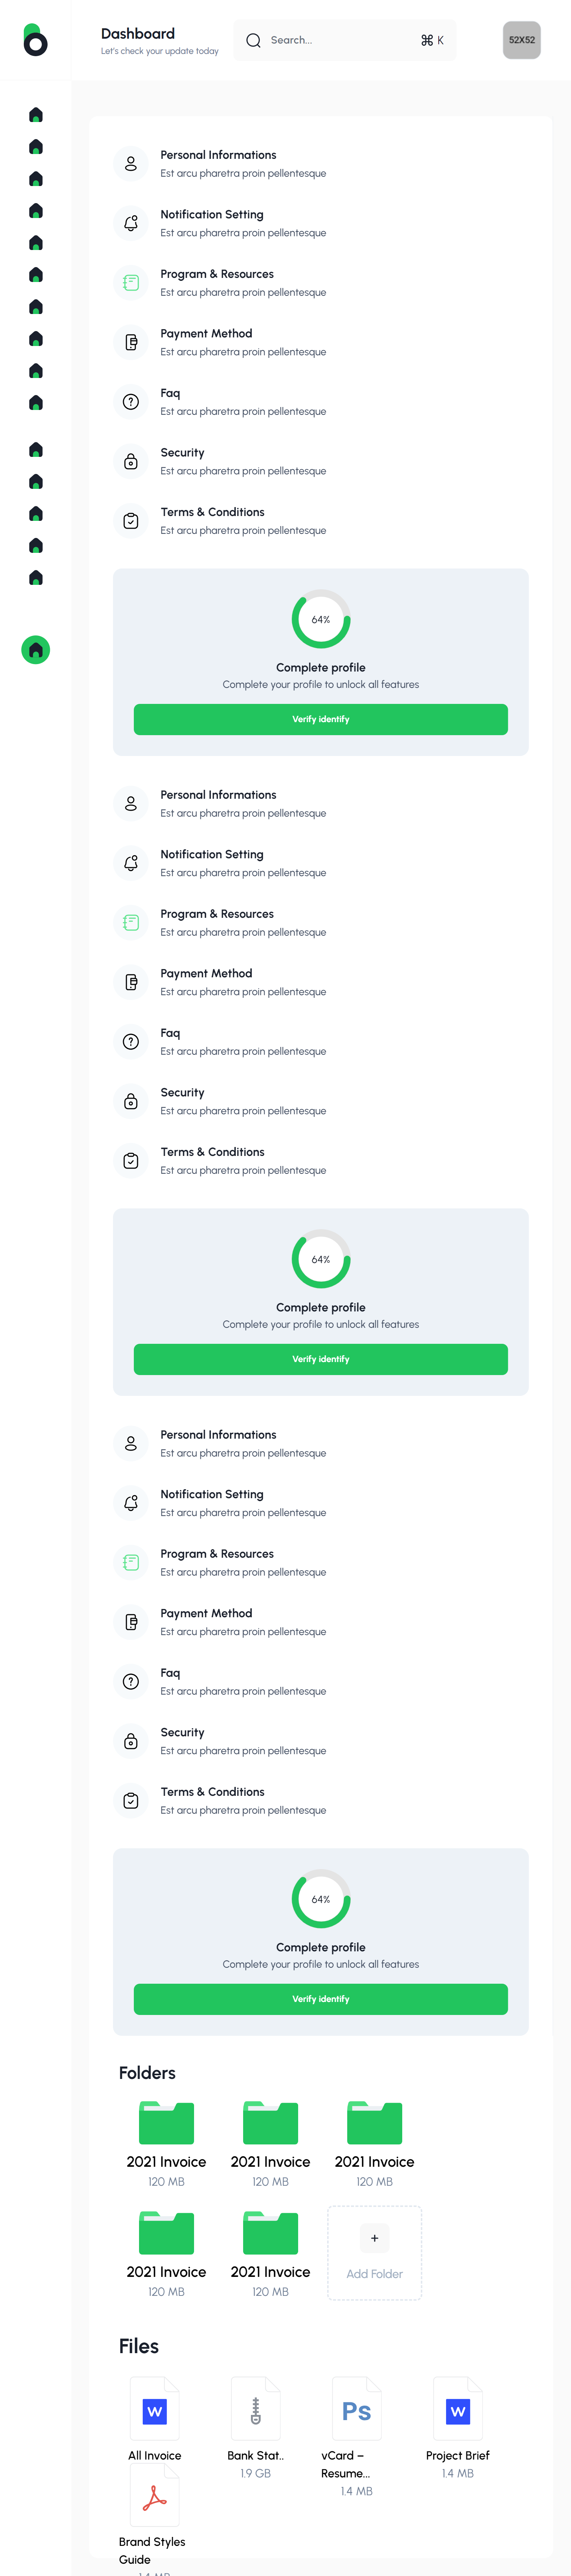 Dashboard
Let's check your update today
Search...
⌘ K
52X52
Personal Informations
Est arcu pharetra proin pellentesque
Notification Setting
Est arcu pharetra proin pellentesque
Program & Resources
Est arcu pharetra proin pellentesque
Payment Method
Est arcu pharetra proin pellentesque
Faq
Est arcu pharetra proin pellentesque
Security
Est arcu pharetra proin pellentesque
Terms & Conditions
Est arcu pharetra proin pellentesque
64%
Complete profile
Complete your profile to unlock all features
Verify identify
Personal Informations
Est arcu pharetra proin pellentesque
Notification Setting
Est arcu pharetra proin pellentesque
Program & Resources
Est arcu pharetra proin pellentesque
Payment Method
Est arcu pharetra proin pellentesque
Faq
Est arcu pharetra proin pellentesque
Security
Est arcu pharetra proin pellentesque
Terms & Conditions
Est arcu pharetra proin pellentesque
64%
Complete profile
Complete your profile to unlock all features
Verify identify
Personal Informations
Est arcu pharetra proin pellentesque
Notification Setting
Est arcu pharetra proin pellentesque
Program & Resources
Est arcu pharetra proin pellentesque
Payment Method
Est arcu pharetra proin pellentesque
Faq
Est arcu pharetra proin pellentesque
Security
Est arcu pharetra proin pellentesque
Terms & Conditions
Est arcu pharetra proin pellentesque
64%
Complete profile
Complete your profile to unlock all features
Verify identify
Folders
2021 Invoice
120 MB
2021 Invoice
120 MB
2021 Invoice
120 MB
2021 Invoice
120 MB
2021 Invoice
120 MB
+
Add Folder
Files
W
All Invoice
Bank Stat..
1.9 GB
Ps
vCard –
Resume...
1.4 MB
W
Project Brief
1.4 MB
Brand Styles
Guide